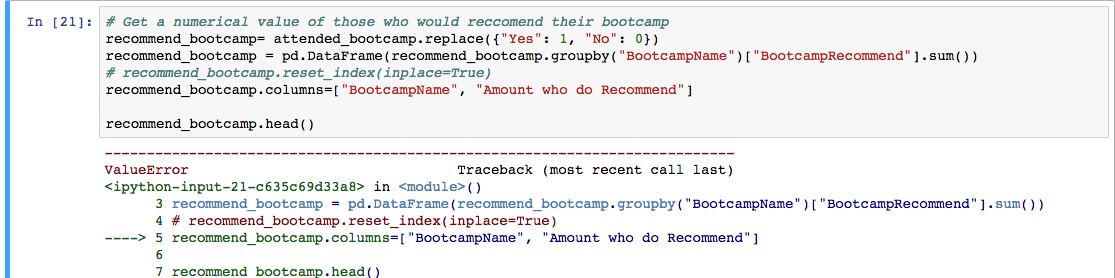 In [21]: # Get a numerical value of those who would reccomend their bootcamp
recommend_bootcamp= attended_bootcamp.replace({"Yes": 1, "No": 0})
recommend_bootcamp = pd.DataFrame(recommend_bootcamp.groupby("BootcampName")["BootcampRecommend"].sum())
# recommend_bootcamp.reset_index(inplace=True)
recommend_bootcamp.columns=["BootcampName", "Amount who do Recommend"]
recommend_bootcamp.head()
---------------------------------------------------------------------------
ValueError                                Traceback (most recent call last)
<ipython-input-21-c635c69d33a8> in <module>()
      3 recommend_bootcamp = pd.DataFrame(recommend_bootcamp.groupby("BootcampName")["BootcampRecommend"].sum())
      4 # recommend_bootcamp.reset_index(inplace=True)
----> 5 recommend_bootcamp.columns=["BootcampName", "Amount who do Recommend"]
      6
      7 recommend_bootcamp.head()